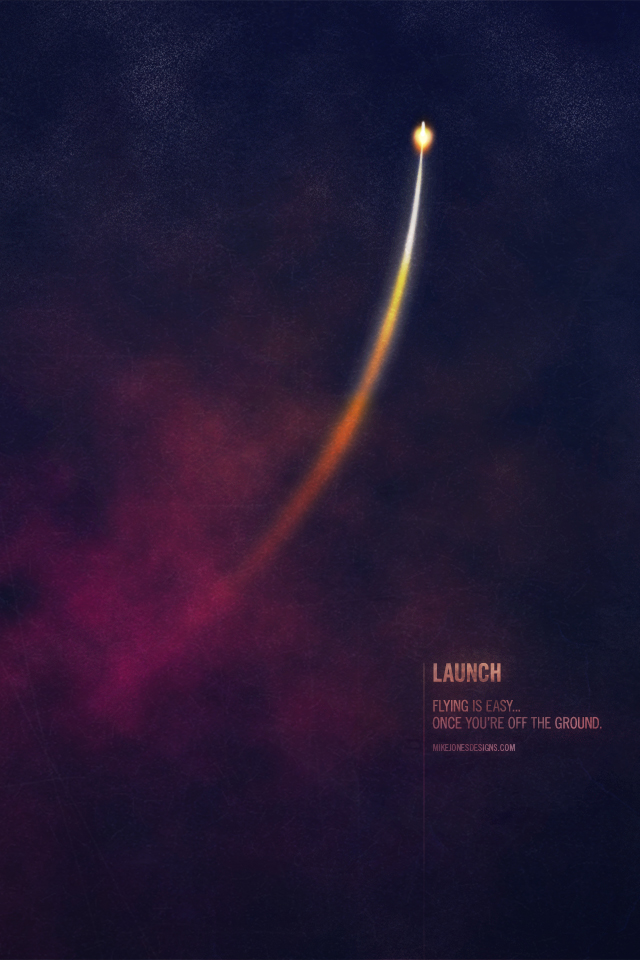 LAUNCH
FLYING IS EASY...
ONCE YOU'RE OFF THE GROUND.
MIKEJONESDESIGNS.COM